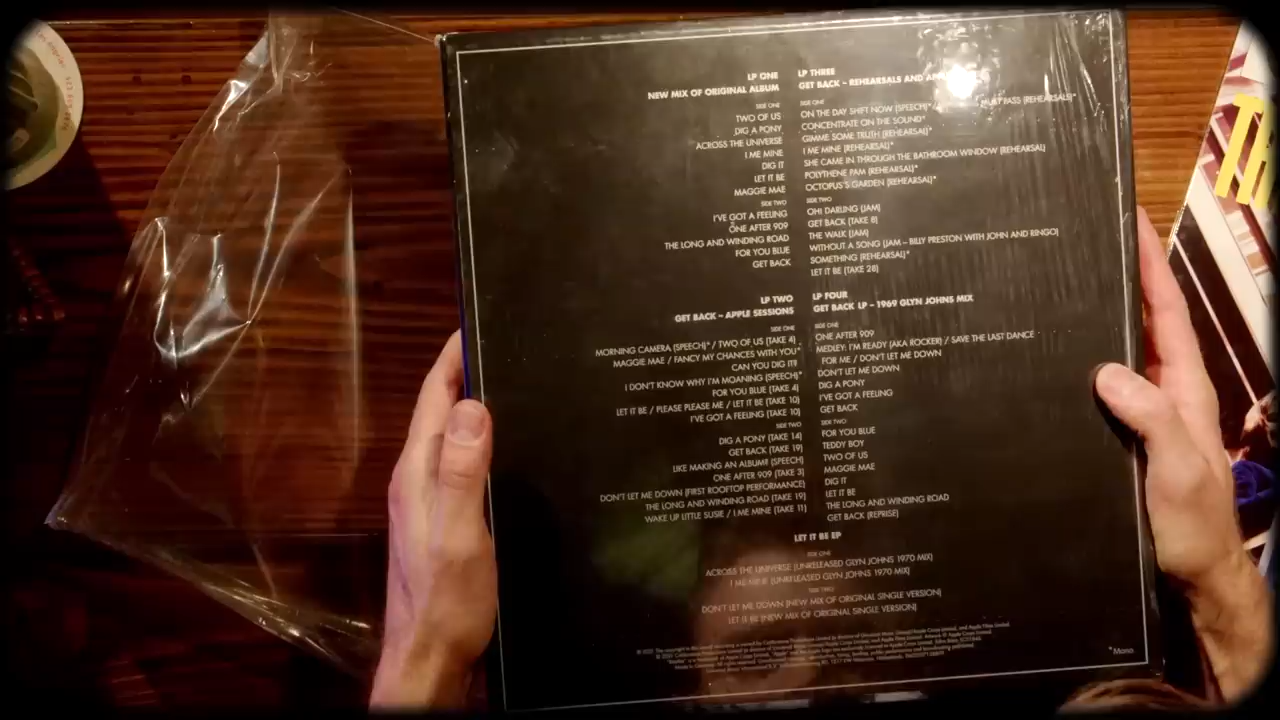 LP ONE
NEW MIX OF ORIGINAL ALBUM
SIDE ONE
TWO OF US
DIG A PONY
ACROSS THE UNIVERSE
I ME MINE
DIG IT
LET IT BE
MAGGIE MAE
SIDE TWO
I'VE GOT A FEELING
ONE AFTER 909
THE LONG AND WINDING ROAD
FOR YOU BLUE
GET BACK
LP THREE
GET BACK – REHEARSALS AND
SIDE ONE
ON THE DAY SHIFT NOW (SPEECH)* / PASS (REHEARSALS)*
CONCENTRATE ON THE SOUND*
GIMME SOME TRUTH (REHEARSAL)*
I ME MINE (REHEARSAL)*
SHE CAME IN THROUGH THE BATHROOM WINDOW (REHEARSAL)
POLYTHENE PAM (REHEARSAL)*
OCTOPUS'S GARDEN (REHEARSAL)*
SIDE TWO
OH! DARLING (JAM)
GET BACK (TAKE 8)
THE WALK (JAM)
WITHOUT A SONG (JAM – BILLY PRESTON WITH JOHN AND RINGO)
SOMETHING (REHEARSAL)*
LET IT BE (TAKE 28)
LP TWO
GET BACK – APPLE SESSIONS
SIDE ONE
MORNING CAMERA (SPEECH)* / TWO OF US (TAKE 4)
MAGGIE MAE / FANCY MY CHANCES WITH YOU*
CAN YOU DIG IT?
I DON'T KNOW WHY I'M MOANING (SPEECH)*
FOR YOU BLUE (TAKE 4)
LET IT BE / PLEASE PLEASE ME / LET IT BE (TAKE 10)
I'VE GOT A FEELING (TAKE 10)
SIDE TWO
DIG A PONY (TAKE 14)
GET BACK (TAKE 19)
LIKE MAKING AN ALBUM? (SPEECH)
ONE AFTER 909 (TAKE 3)
DON'T LET ME DOWN (FIRST ROOFTOP PERFORMANCE)
THE LONG AND WINDING ROAD (TAKE 19)
WAKE UP LITTLE SUSIE / I ME MINE (TAKE 11)
LP FOUR
GET BACK LP – 1969 GLYN JOHNS MIX
SIDE ONE
ONE AFTER 909
MEDLEY: I'M READY (AKA ROCKER) / SAVE THE LAST DANCE
FOR ME / DON'T LET ME DOWN
DON'T LET ME DOWN
DIG A PONY
I'VE GOT A FEELING
GET BACK
SIDE TWO
FOR YOU BLUE
TEDDY BOY
TWO OF US
MAGGIE MAE
DIG IT
LET IT BE
THE LONG AND WINDING ROAD
GET BACK (REPRISE)
LET IT BE EP
SIDE ONE
ACROSS THE UNIVERSE (UNRELEASED GLYN JOHNS 1970 MIX)
I ME MINE (UNRELEASED GLYN JOHNS 1970 MIX)
SIDE TWO
DON'T LET ME DOWN (NEW MIX OF ORIGINAL SINGLE VERSION)
LET IT BE (NEW MIX OF ORIGINAL SINGLE VERSION)
*Mono